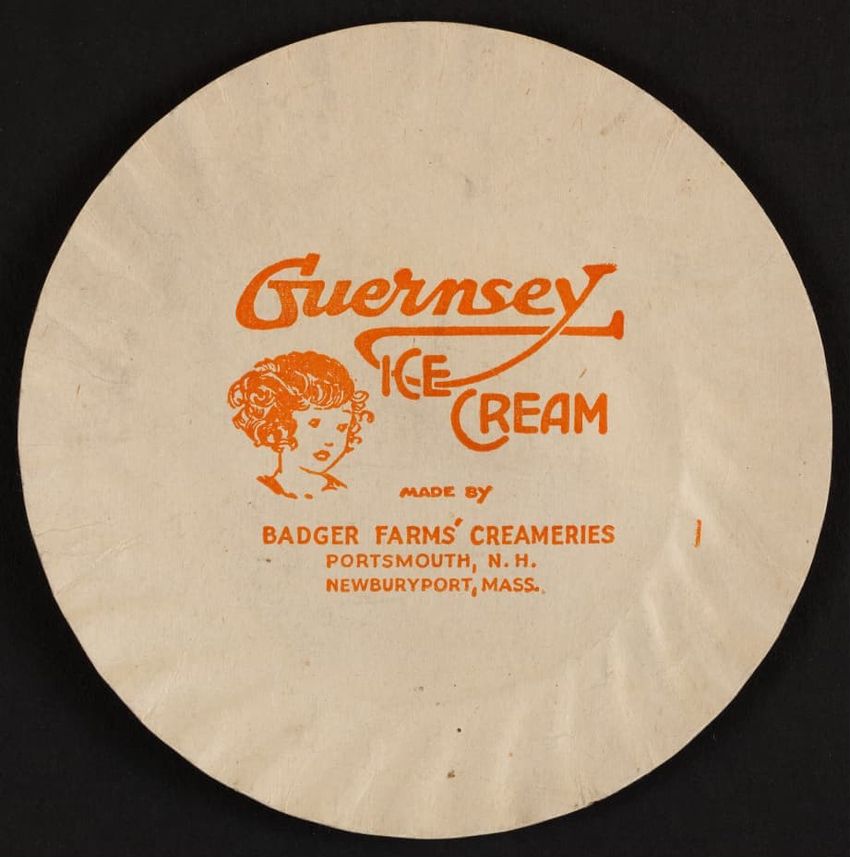 Guernsey
ICE
CREAM
MADE BY
BADGER FARMS' CREAMERIES
PORTSMOUTH, N. H.
NEWBURYPORT, MASS.